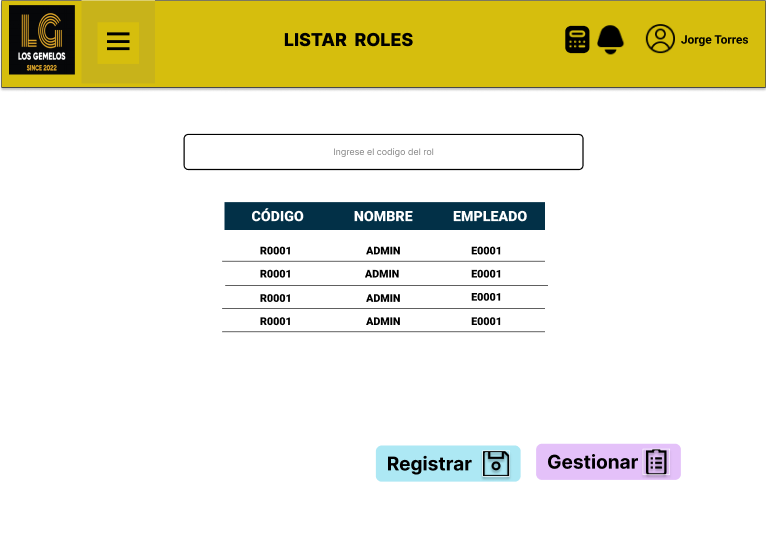 LG
LOS GEMELOS
SINCE 2022
LISTAR ROLES
Jorge Torres
Ingrese el codigo del rol
CÓDIGO NOMBRE EMPLEADO
R0001 ADMIN E0001
R0001 ADMIN E0001
R0001 ADMIN E0001
R0001 ADMIN E0001
Registrar
Gestionar